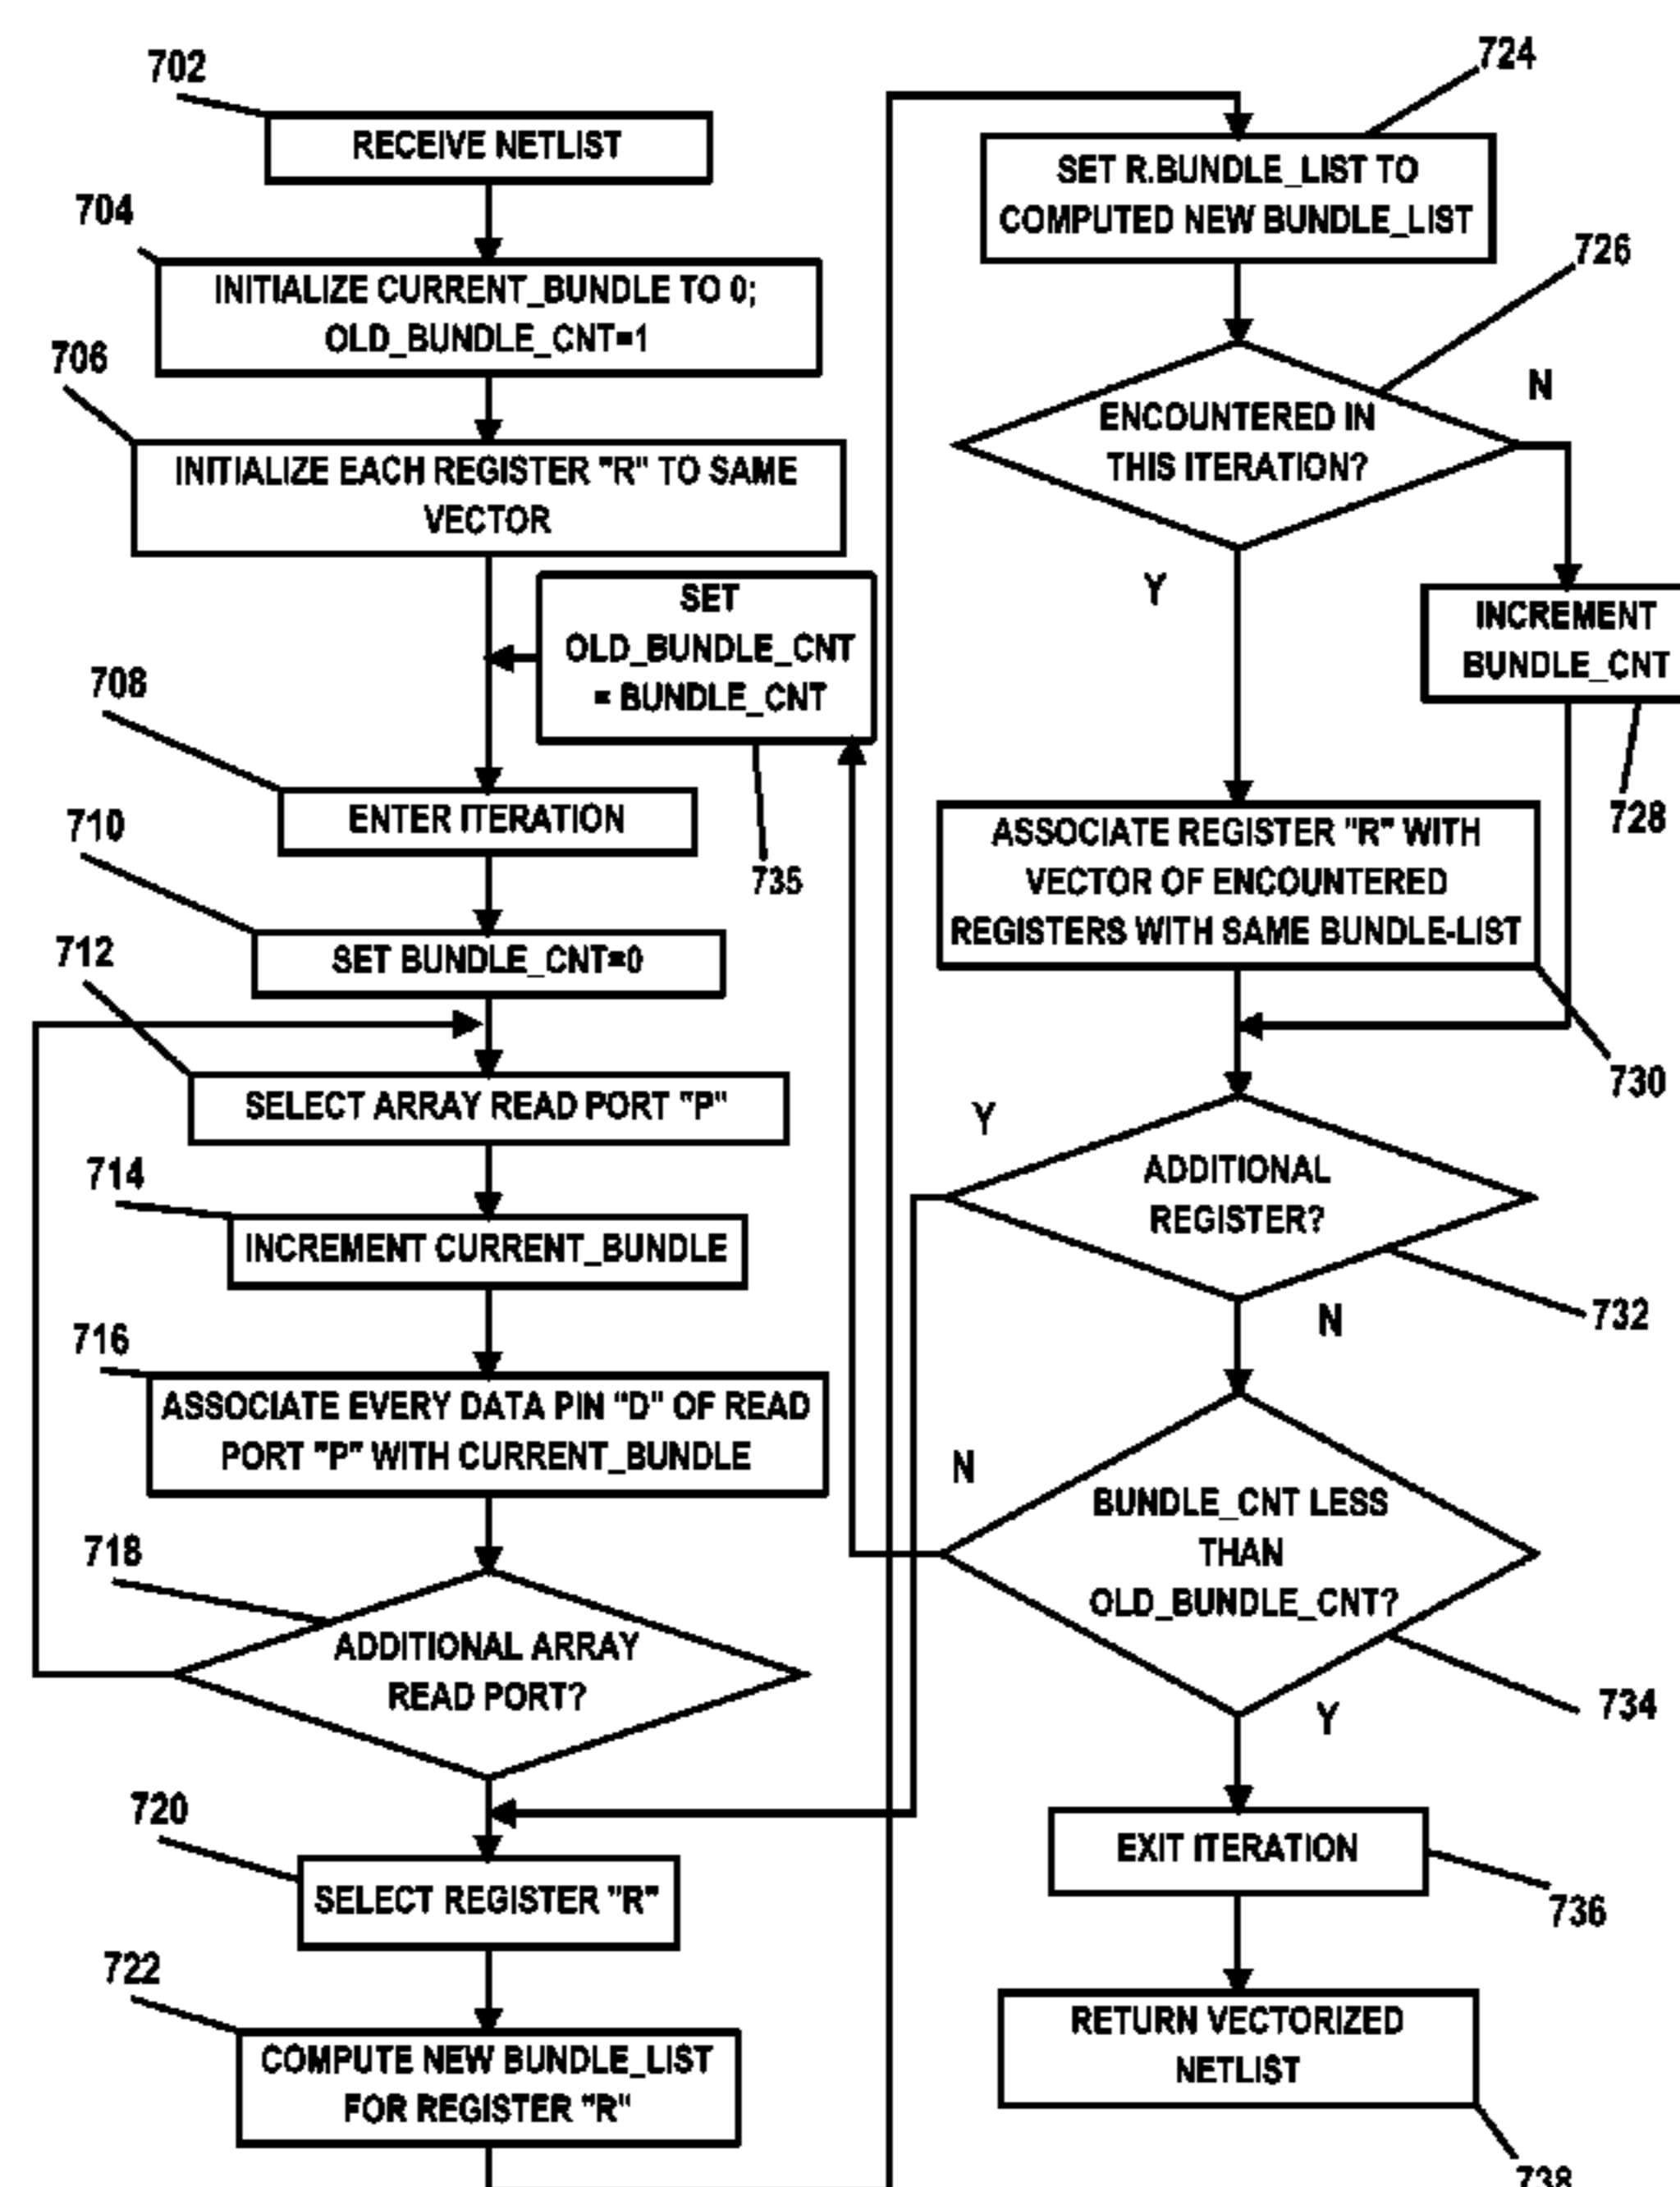 702
RECEIVE NETLIST
704
INITIALIZE CURRENT_BUNDLE TO 0;
OLD_BUNDLE_CNT=1
706
INITIALIZE EACH REGISTER "R" TO SAME
VECTOR
SET
OLD_BUNDLE_CNT
= BUNDLE_CNT
735
708
ENTER ITERATION
710
SET BUNDLE_CNT=0
712
SELECT ARRAY READ PORT "P"
714
INCREMENT CURRENT_BUNDLE
716
ASSOCIATE EVERY DATA PIN "D" OF READ
PORT "P" WITH CURRENT_BUNDLE
718
ADDITIONAL ARRAY
READ PORT?
720
SELECT REGISTER "R"
722
COMPUTE NEW BUNDLE_LIST
FOR REGISTER "R"
724
SET R.BUNDLE_LIST TO
COMPUTED NEW BUNDLE_LIST
726
ENCOUNTERED IN
THIS ITERATION?
N
Y
INCREMENT
BUNDLE_CNT
728
ASSOCIATE REGISTER "R" WITH
VECTOR OF ENCOUNTERED
REGISTERS WITH SAME BUNDLE-LIST
730
Y
ADDITIONAL
REGISTER?
732
N
N
BUNDLE_CNT LESS
THAN
OLD_BUNDLE_CNT?
734
Y
EXIT ITERATION
736
RETURN VECTORIZED
NETLIST
738